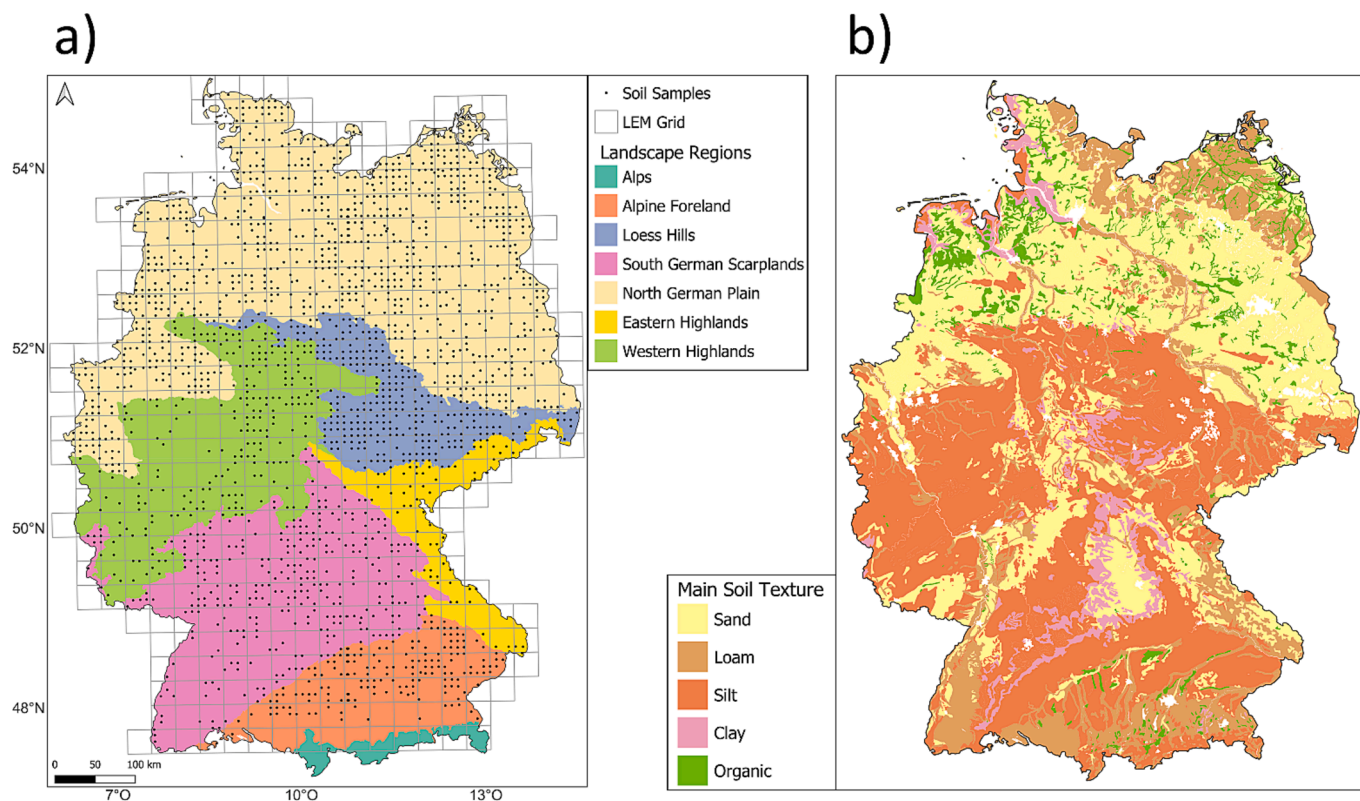 a)
b)
54°N
52°N
50°N
48°N
0 50 100 km
7°O 10°O 13°O
Soil Samples
LEM Grid
Landscape Regions
Alps
Alpine Foreland
Loess Hills
South German Scarplands
North German Plain
Eastern Highlands
Western Highlands
Main Soil Texture
Sand
Loam
Silt
Clay
Organic